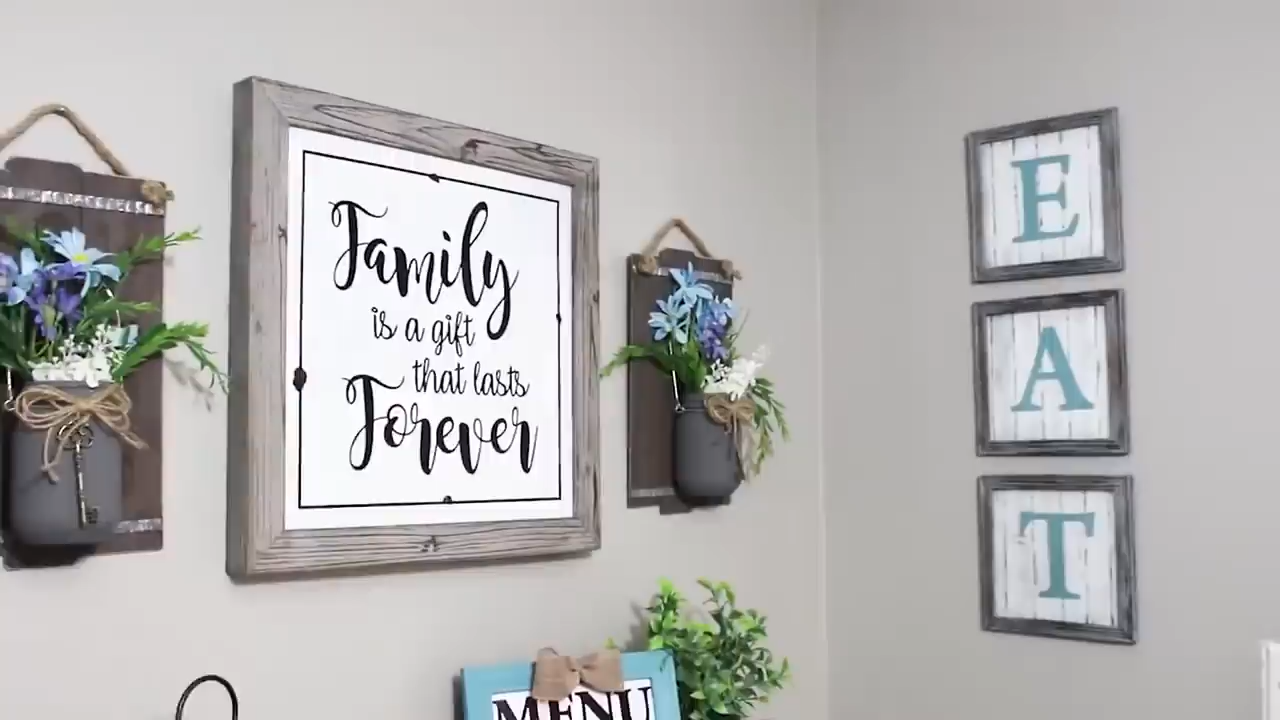 Family
is a gift
that lasts
Forever
E
A
T
MENU